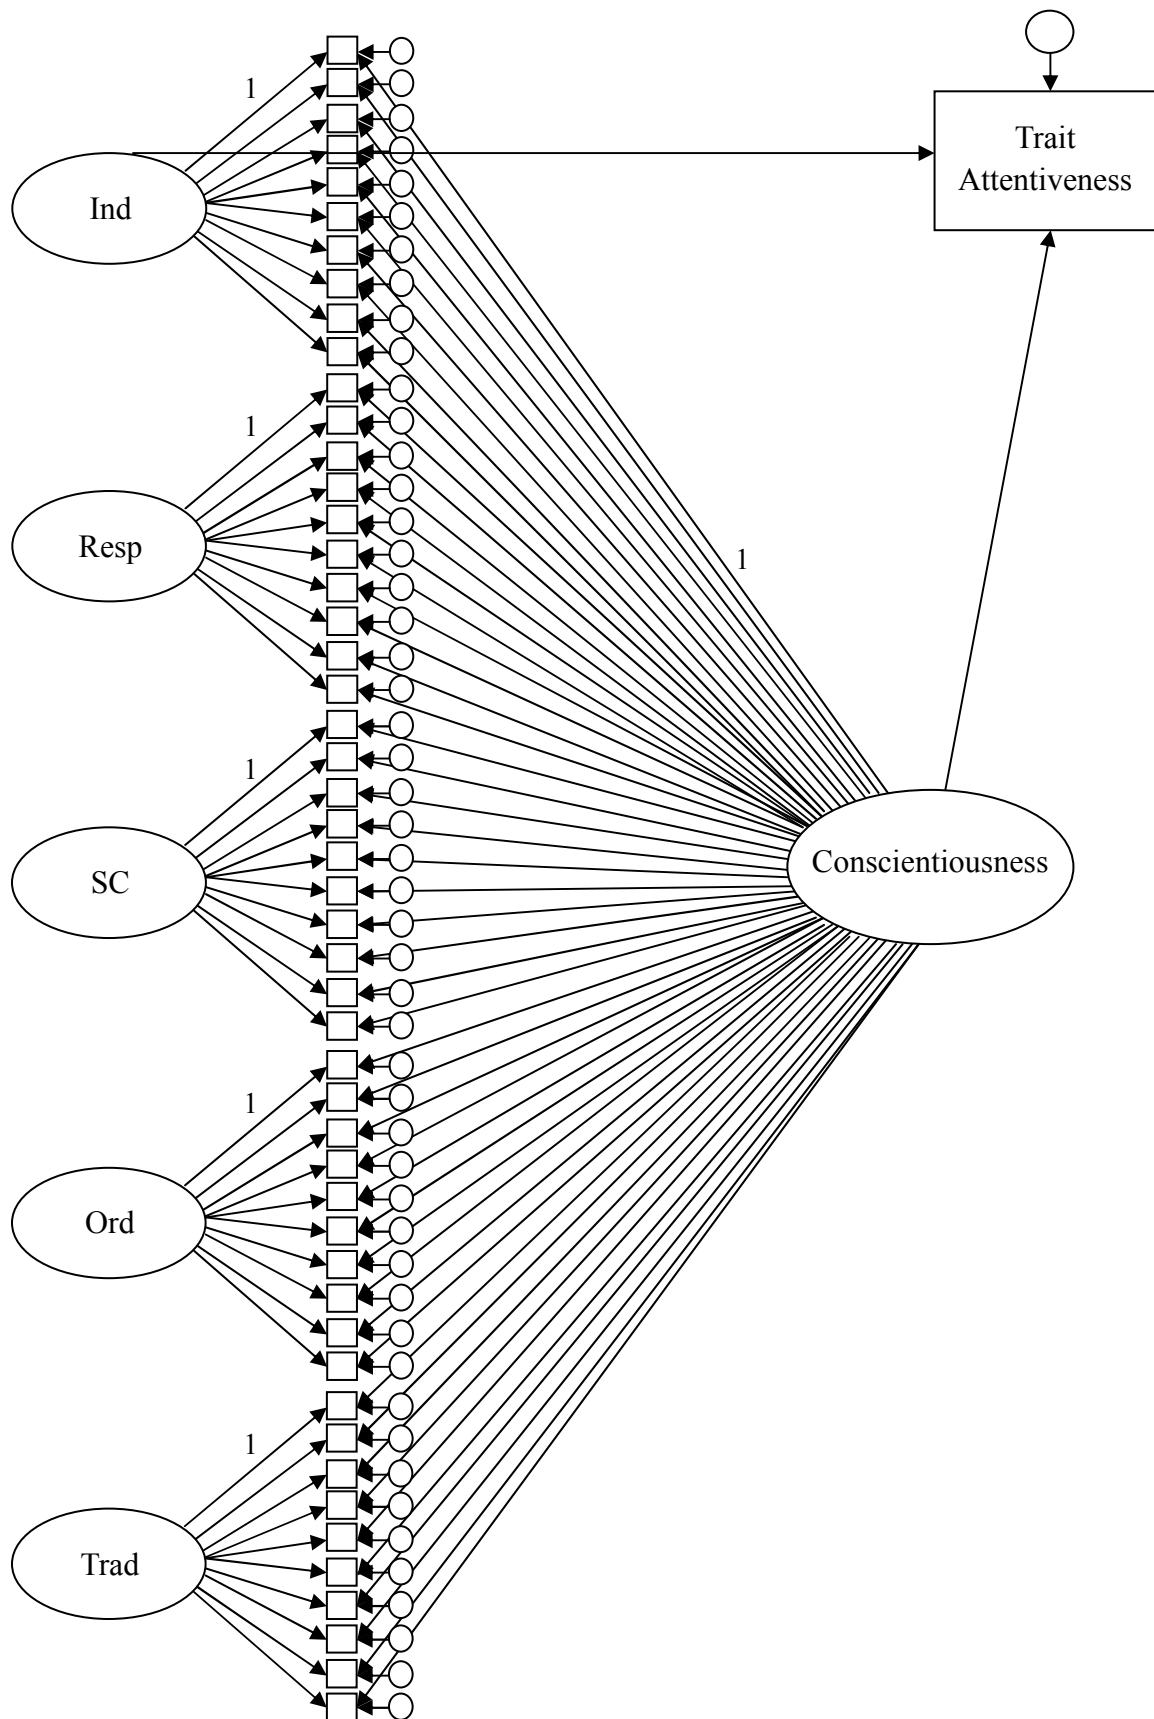 1
Trait
Attentiveness
Ind
1
Resp
1
1
SC
Conscientiousness
1
Ord
1
Trad